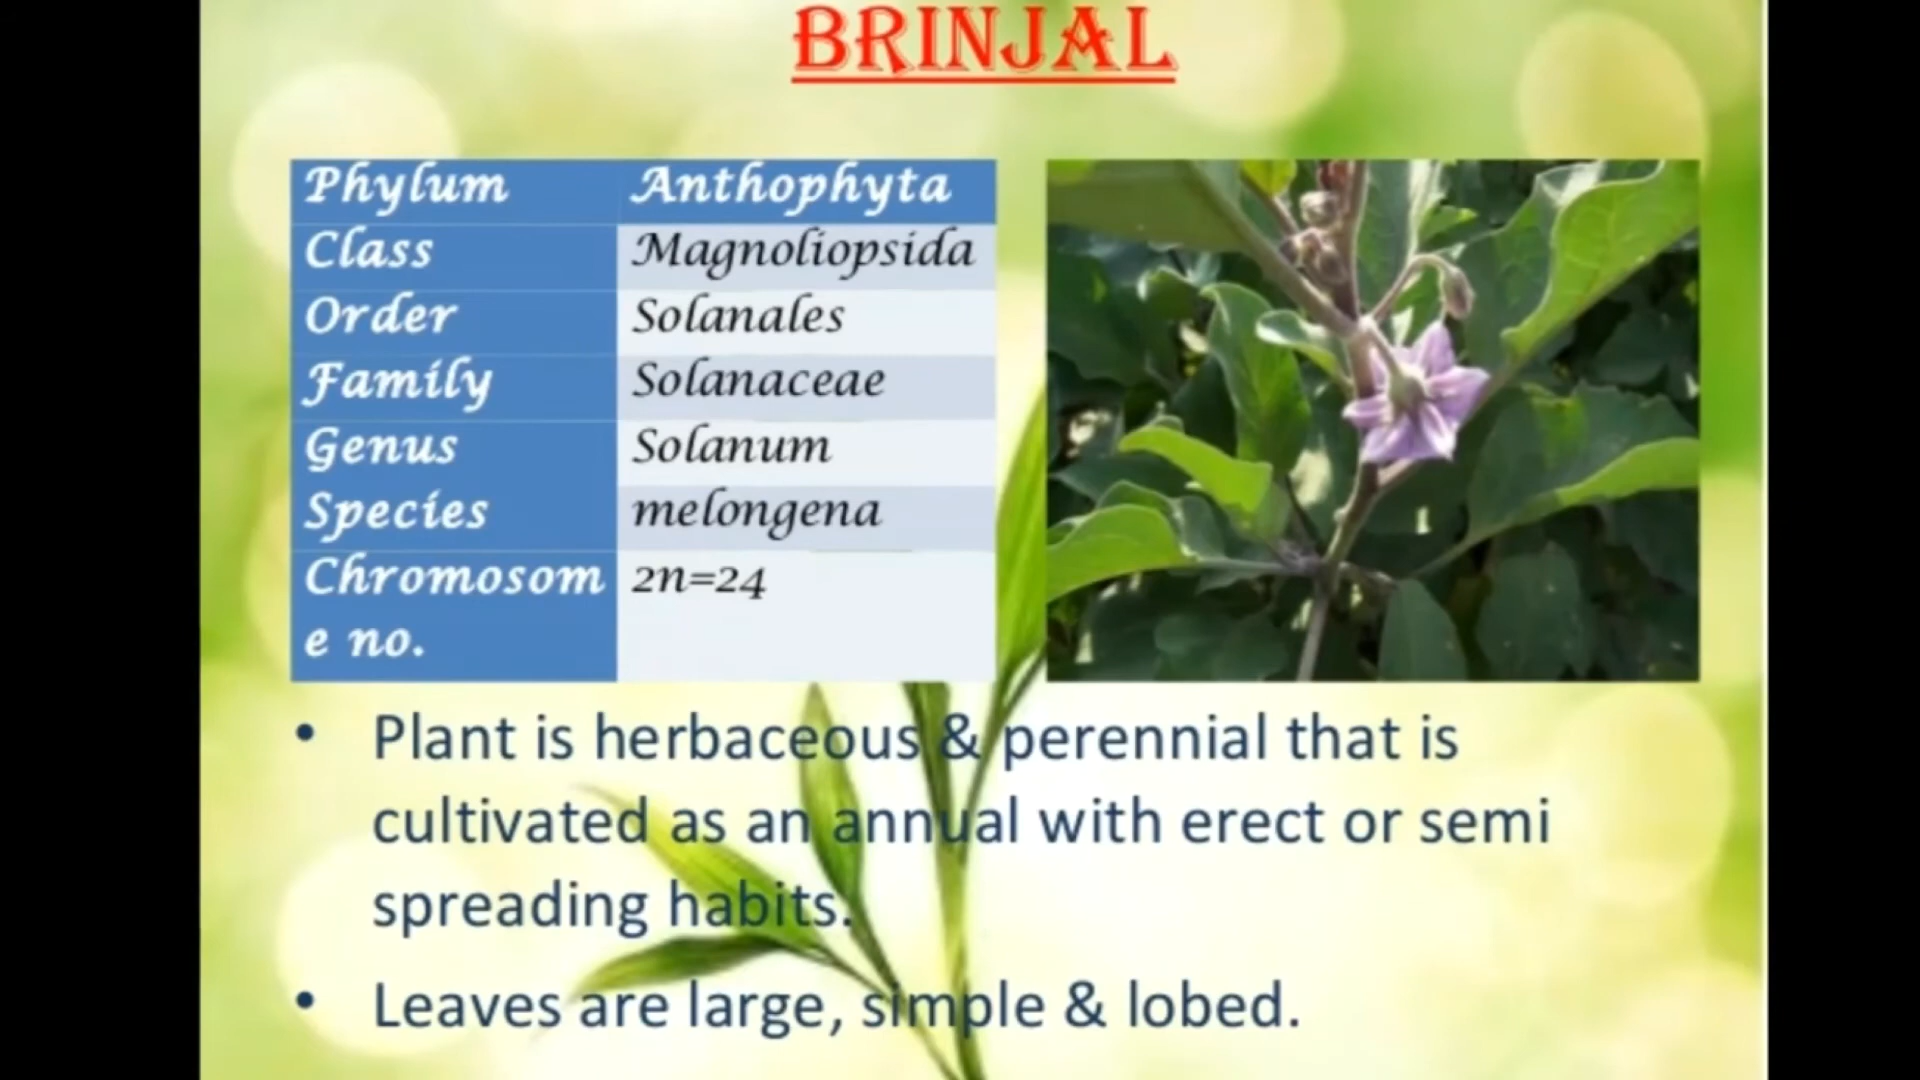 BRINJAL
Phylum Anthophyta
Class Magnoliopsida
Order Solanales
Family Solanaceae
Genus Solanum
Species melongena
Chromosom 2n=24
e no.
• Plant is herbaceous & perennial that is
cultivated as an annual with erect or semi
spreading habits.
• Leaves are large, simple & lobed.